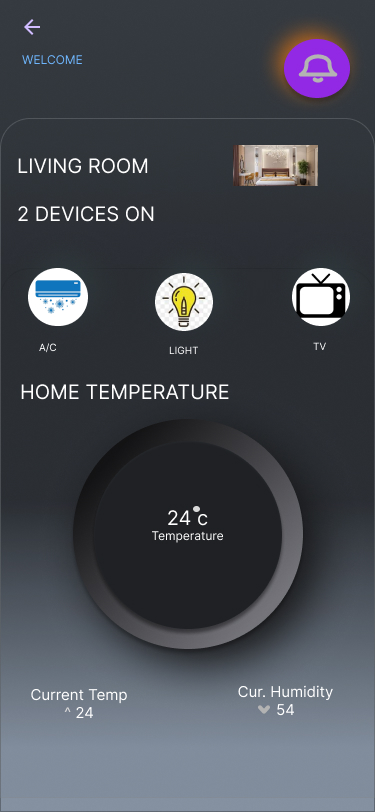 WELCOME
LIVING ROOM
2 DEVICES ON
A/C
LIGHT
TV
HOME TEMPERATURE
24°c
Temperature
Current Temp
^ 24
Cur. Humidity
54